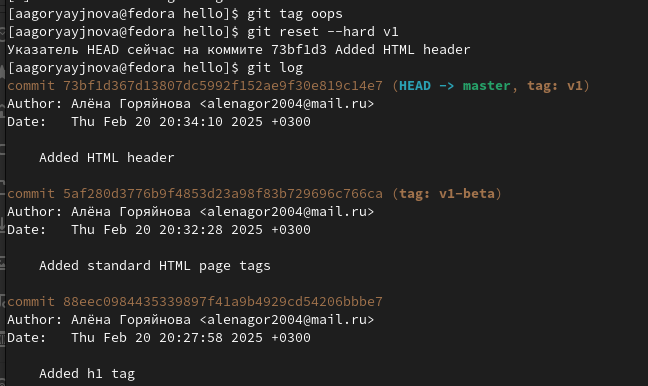 [aagoryayjnova@fedora hello]$ git tag oops
[aagoryayjnova@fedora hello]$ git reset --hard v1
Указатель HEAD сейчас на коммите 73bf1d3 Added HTML header
[aagoryayjnova@fedora hello]$ git log
commit 73bf1d367d13807dc5992f152ae9f30e819c14e7 (HEAD -> master, tag: v1)
Author: Алёна Горяйнова <alenagor2004@mail.ru>
Date:   Thu Feb 20 20:34:10 2025 +0300
    Added HTML header
commit 5af280d3776b9f4853d23a98f83b729696c766ca (tag: v1-beta)
Author: Алёна Горяйнова <alenagor2004@mail.ru>
Date:   Thu Feb 20 20:32:28 2025 +0300
    Added standard HTML page tags
commit 88eec0984435339897f41a9b4929cd54206bbbe7
Author: Алёна Горяйнова <alenagor2004@mail.ru>
Date:   Thu Feb 20 20:27:58 2025 +0300
    Added h1 tag